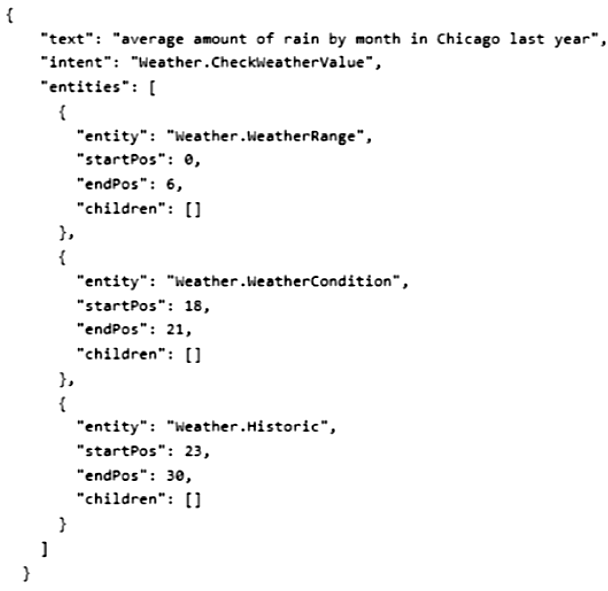 {
"text": "average amount of rain by month in Chicago last year",
"intent": "Weather.CheckWeatherValue",
"entities": [
{
"entity": "Weather.WeatherRange",
"startPos": 0,
"endPos": 6,
"children": []
},
{
"entity": "Weather.WeatherCondition",
"startPos": 18,
"endPos": 21,
"children": []
},
{
"entity": "Weather.Historic",
"startPos": 23,
"endPos": 30,
"children": []
}
]
}